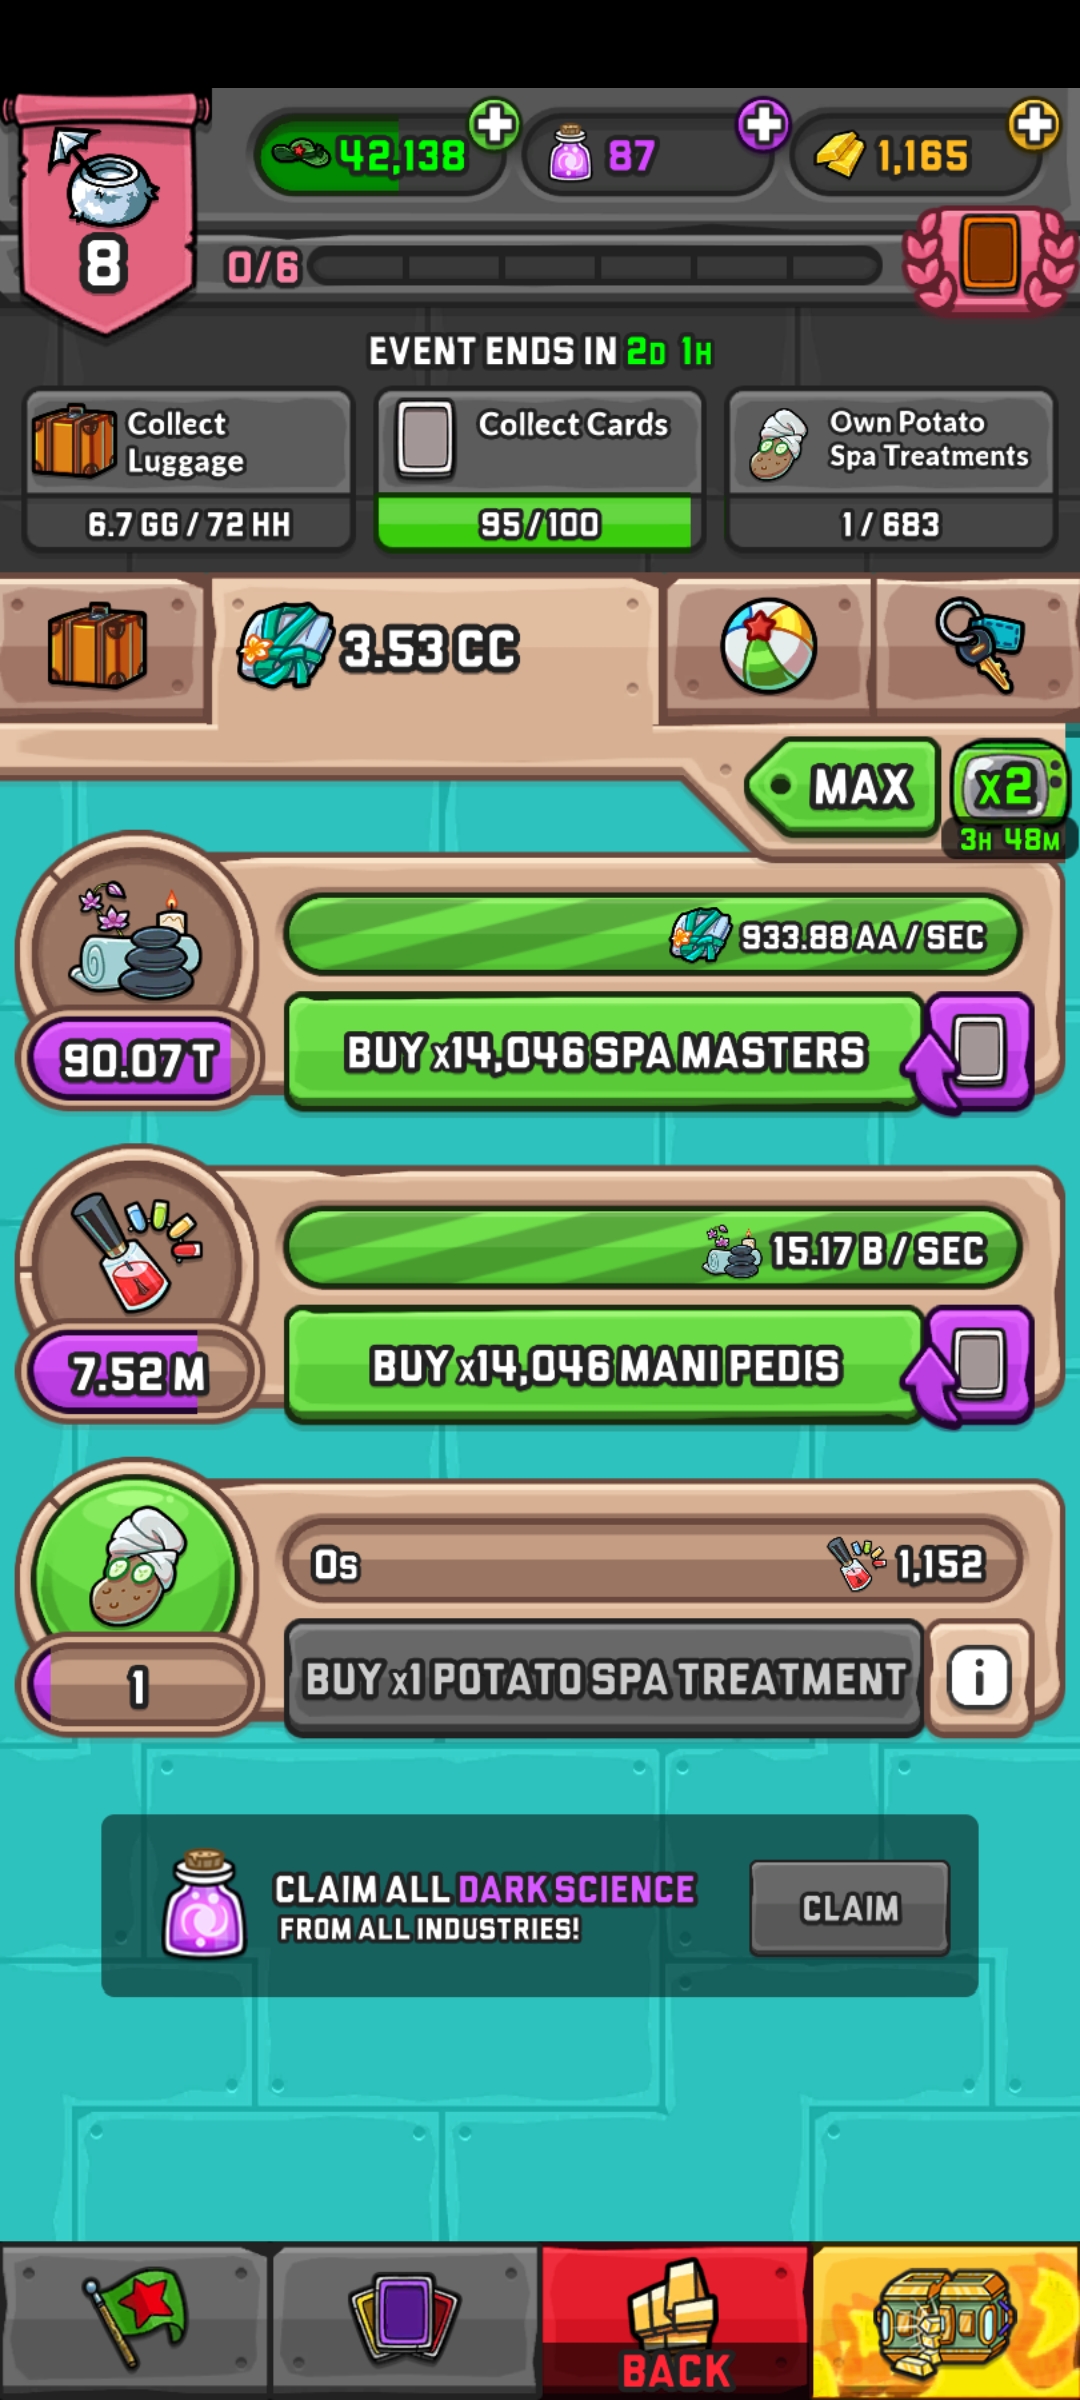 42,138
87
1,165
8
0/6
EVENT ENDS IN 2D 1H
Collect
Luggage
6.7 GG / 72 HH
Collect Cards
95 / 100
Own Potato
Spa Treatments
1 / 683
3.53 CC
MAX
x2
3H 48M
933.88 AA / SEC
90.07 T
BUY x14,046 SPA MASTERS
15.17 B / SEC
7.52 M
BUY x14,046 MANI PEDIS
0s
1,152
1
BUY x1 POTATO SPA TREATMENT
i
CLAIM ALL DARK SCIENCE
FROM ALL INDUSTRIES!
CLAIM
BACK